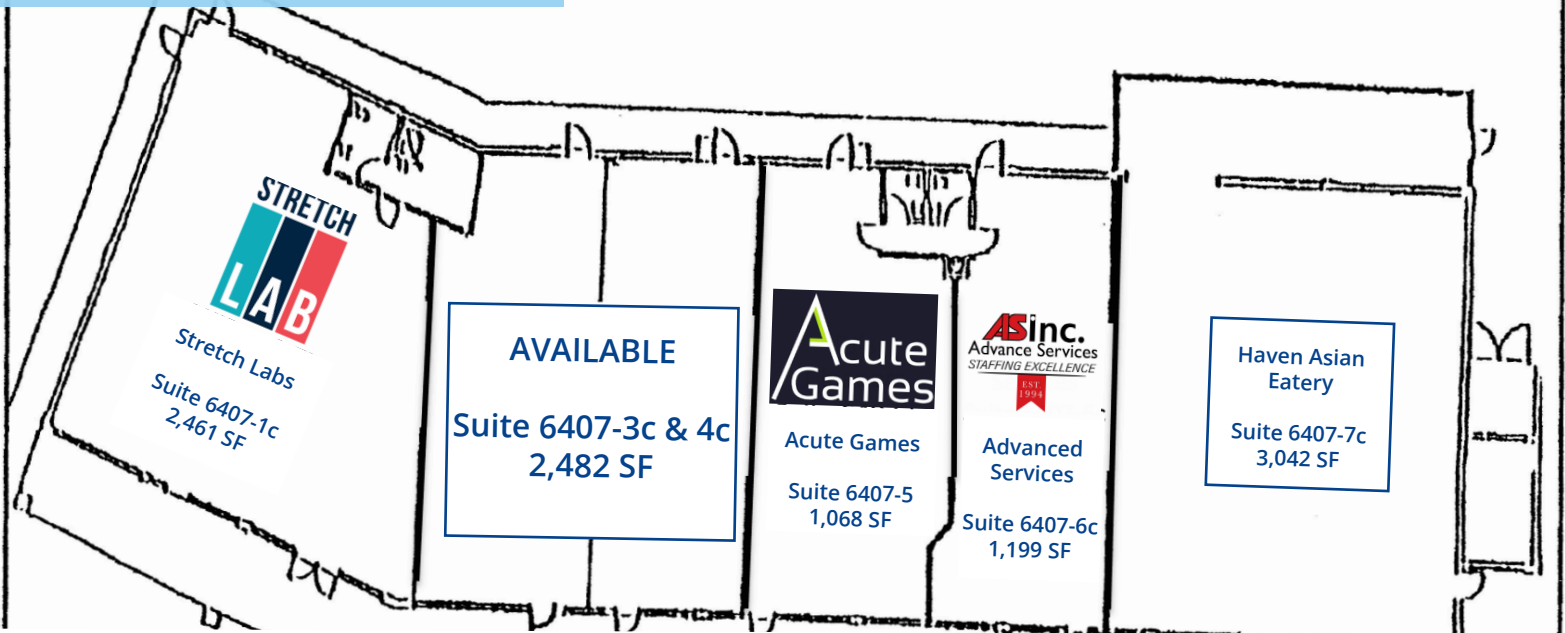 STRETCH
LAB
Stretch Labs
Suite 6407-1c
2,461 SF
AVAILABLE
Suite 6407-3c & 4c
2,482 SF
Acute
Games
Acute Games
Suite 6407-5
1,068 SF
ASinc.
Advance Services
STAFFING EXCELLENCE
EST.
1994
Advanced
Services
Suite 6407-6c
1,199 SF
Haven Asian
Eatery
Suite 6407-7c
3,042 SF